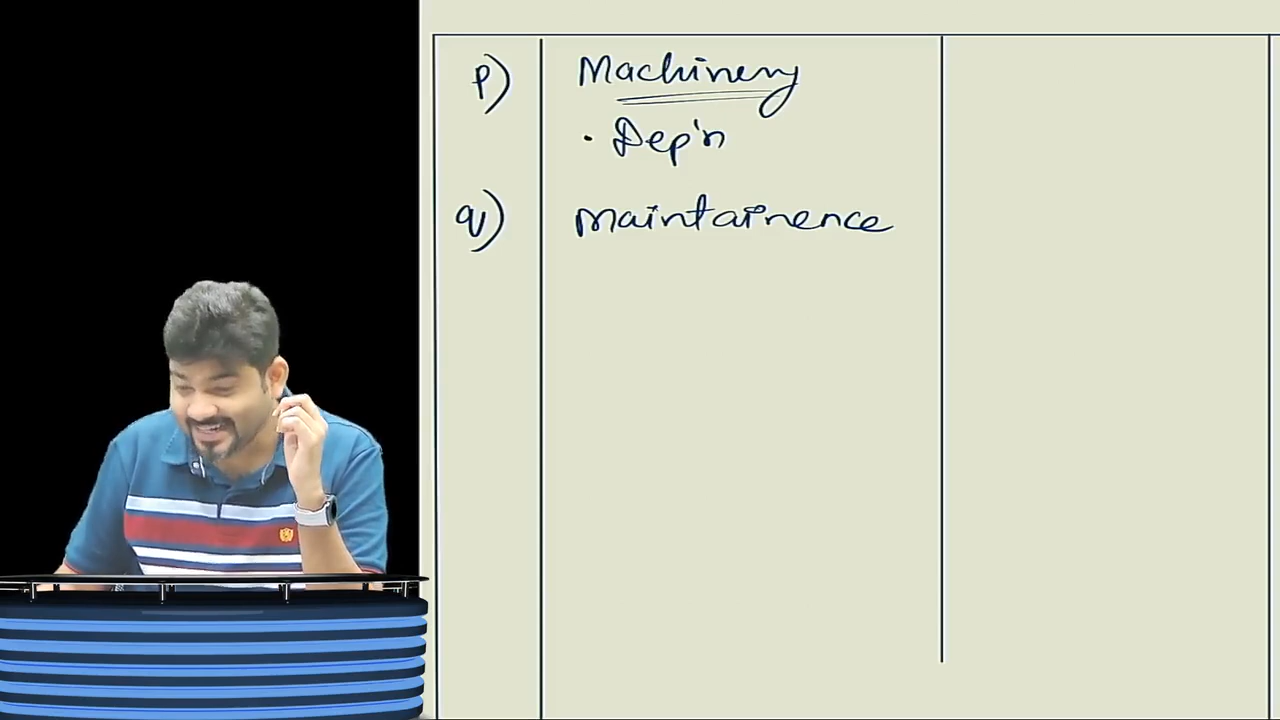 p) Machinery
• Dep'n
q) Maintainence